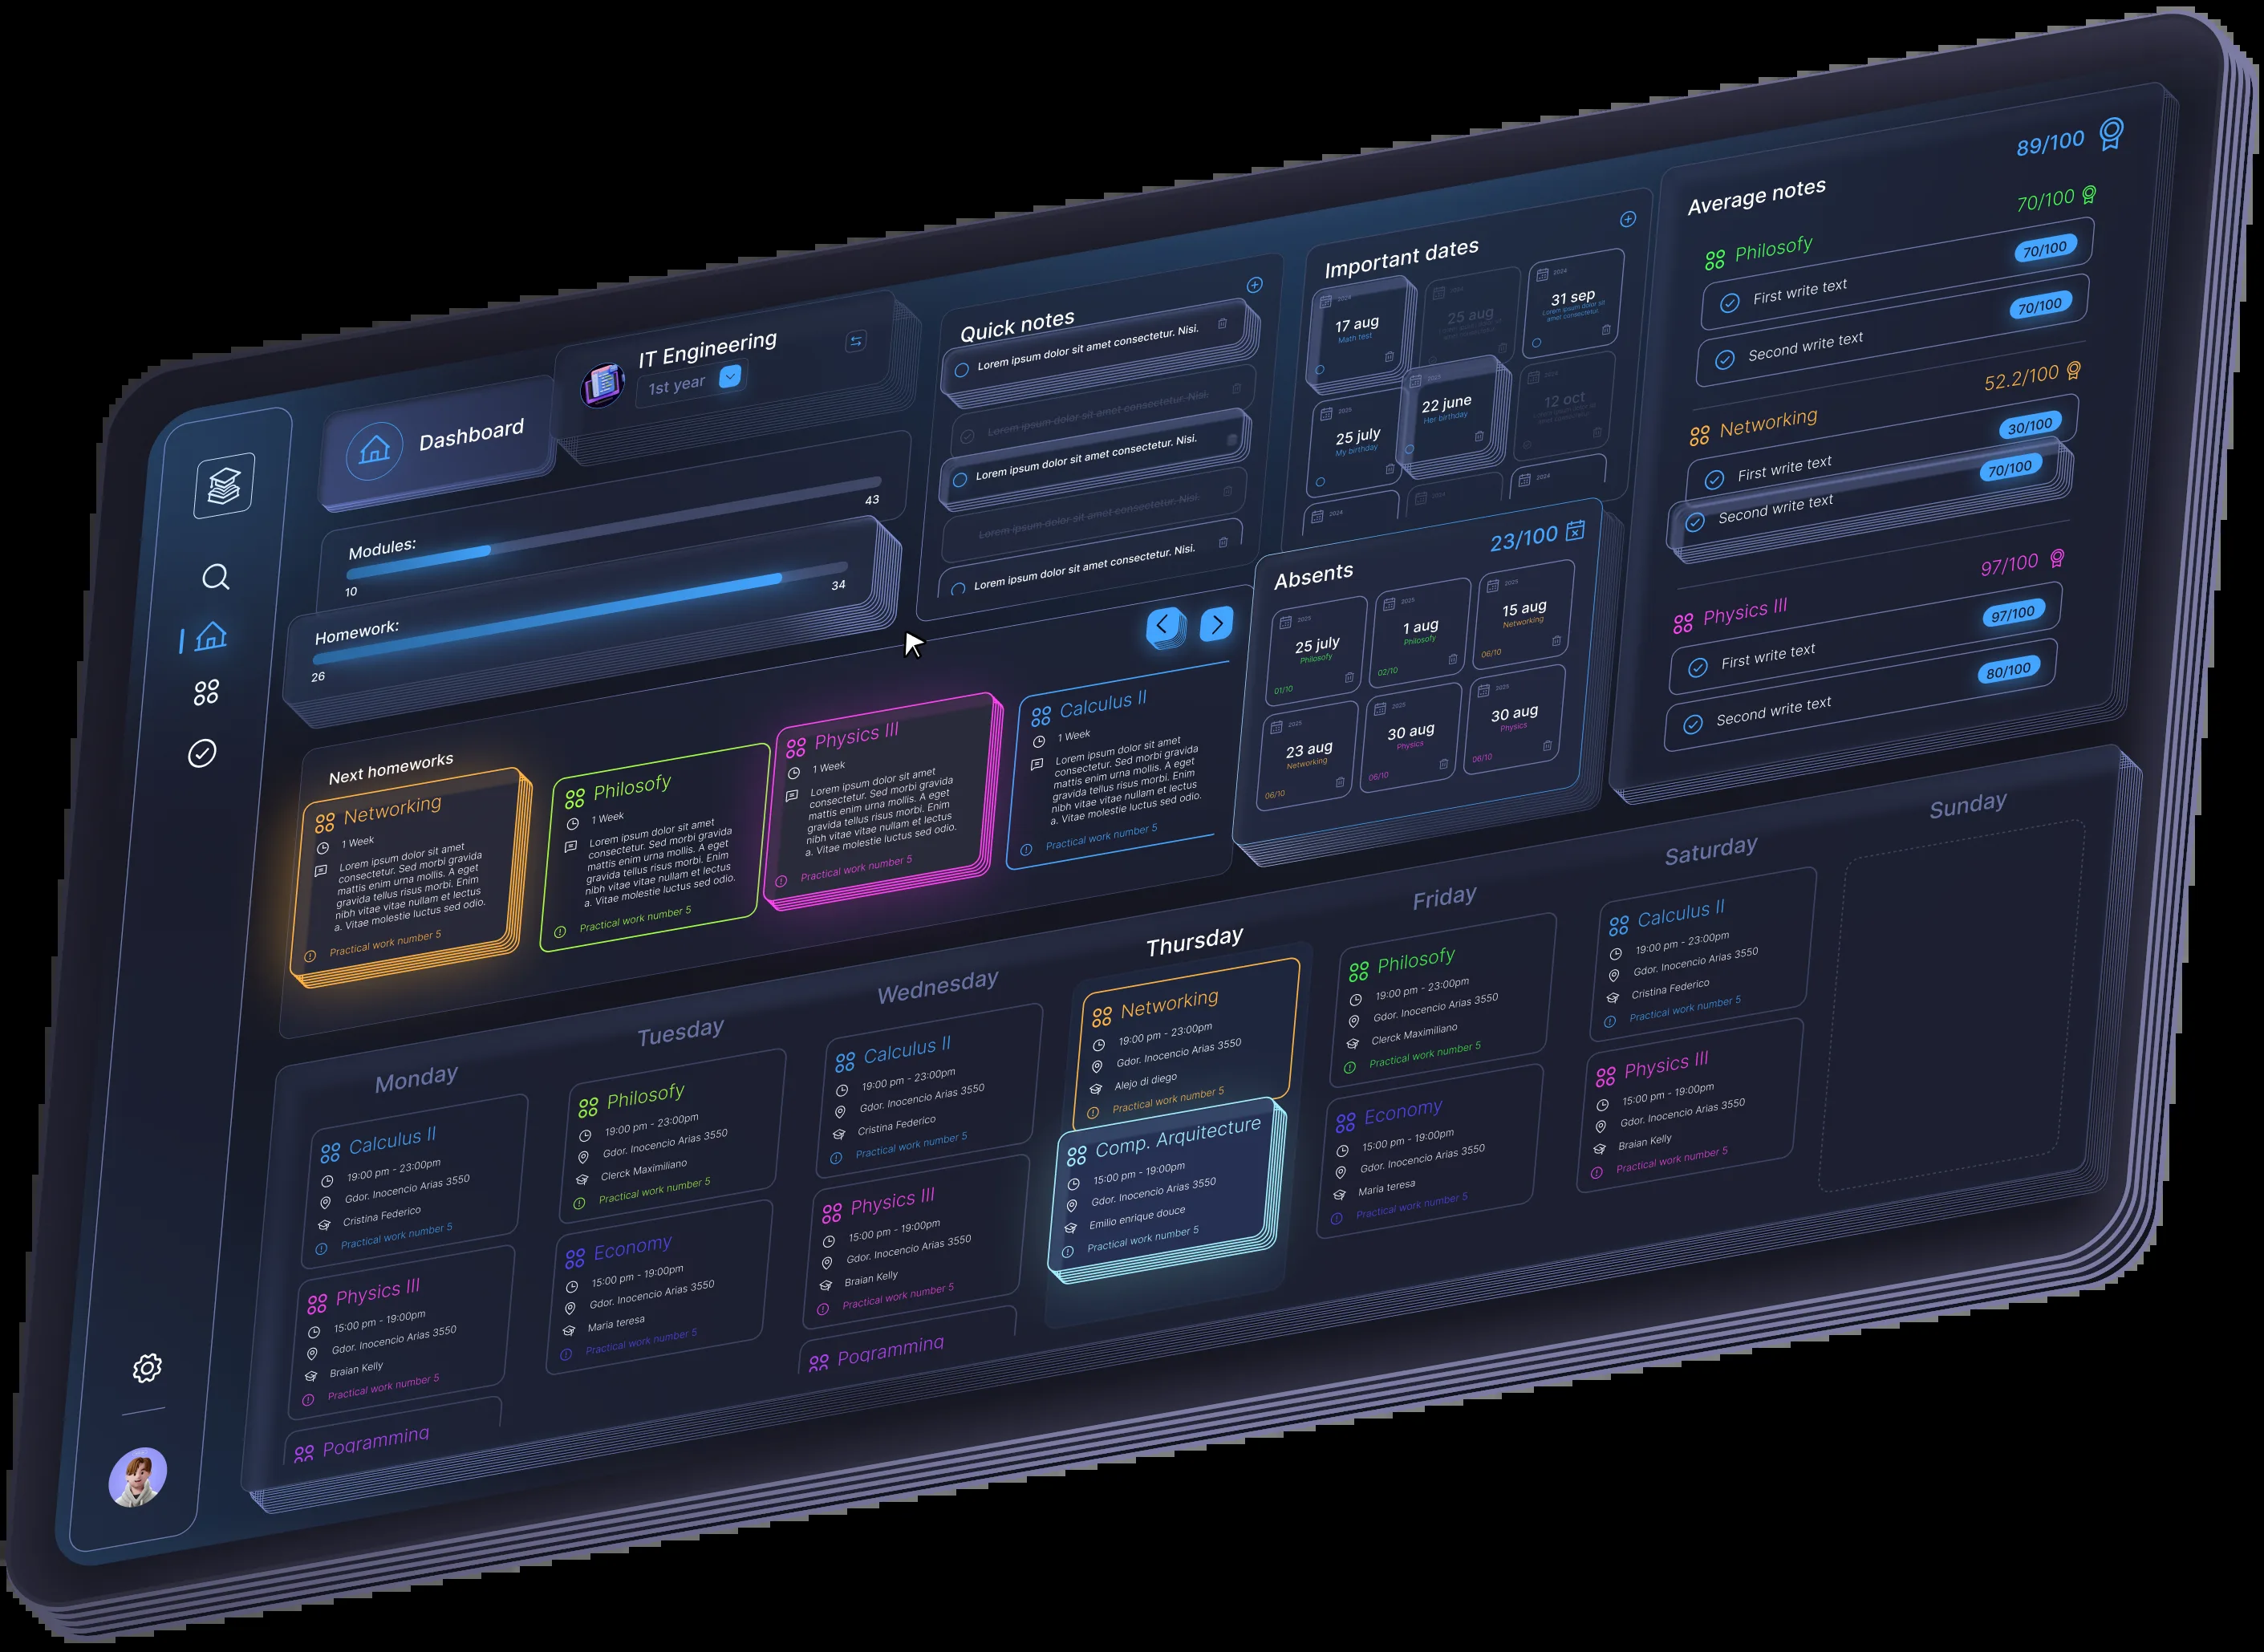 Dashboard
IT Engineering
1st year
Modules:
10
43
Homework:
26
34
Quick notes
Lorem ipsum dolor sit amet consectetur. Nisi.
Lorem ipsum dolor sit amet consectetur. Nisi.
Lorem ipsum dolor sit amet consectetur. Nisi.
Lorem ipsum dolor sit amet consectetur. Nisi.
Lorem ipsum dolor sit amet consectetur. Nisi.
Important dates
2024
17 aug
Math test
2024
25 aug
2024
31 sep
Lorem ipsum dolor sit
amet consectetur.
2025
25 july
My birthday
2025
22 june
Her birthday
2024
12 oct
2024
2024
2024
Absents
23/100
2025
25 july
Philosofy
01/10
2025
1 aug
Philosofy
02/10
2025
15 aug
Networking
06/10
2025
23 aug
Networking
06/10
2025
30 aug
Physics
06/10
2025
30 aug
Physics
06/10
Average notes
89/100
Philosofy
70/100
First write text
70/100
Second write text
70/100
Networking
52.2/100
First write text
30/100
Second write text
70/100
Physics III
97/100
First write text
97/100
Second write text
80/100
Next homeworks
Networking
1 Week
Lorem ipsum dolor sit amet
consectetur. Sed morbi gravida
mattis enim urna mollis. A eget
gravida tellus risus morbi. Enim
nibh vitae vitae nullam et lectus
a. Vitae molestie luctus sed odio.
Practical work number 5
Philosofy
1 Week
Lorem ipsum dolor sit amet
consectetur. Sed morbi gravida
mattis enim urna mollis. A eget
gravida tellus risus morbi. Enim
nibh vitae vitae nullam et lectus
a. Vitae molestie luctus sed odio.
Practical work number 5
Physics III
1 Week
Lorem ipsum dolor sit amet
consectetur. Sed morbi gravida
mattis enim urna mollis. A eget
gravida tellus risus morbi. Enim
nibh vitae vitae nullam et lectus
a. Vitae molestie luctus sed odio.
Practical work number 5
Calculus II
1 Week
Lorem ipsum dolor sit amet
consectetur. Sed morbi gravida
mattis enim urna mollis. A eget
gravida tellus risus morbi. Enim
nibh vitae vitae nullam et lectus
a. Vitae molestie luctus sed odio.
Practical work number 5
Monday
Calculus II
19:00 pm - 23:00pm
Gdor. Inocencio Arias 3550
Cristina Federico
Practical work number 5
Physics III
15:00 pm - 19:00pm
Gdor. Inocencio Arias 3550
Braian Kelly
Practical work number 5
Pogramming
Tuesday
Philosofy
19:00 pm - 23:00pm
Gdor. Inocencio Arias 3550
Clerck Maximiliano
Practical work number 5
Economy
15:00 pm - 19:00pm
Gdor. Inocencio Arias 3550
Maria teresa
Practical work number 5
Wednesday
Calculus II
19:00 pm - 23:00pm
Gdor. Inocencio Arias 3550
Cristina Federico
Practical work number 5
Physics III
15:00 pm - 19:00pm
Gdor. Inocencio Arias 3550
Braian Kelly
Practical work number 5
Pogramming
Thursday
Networking
19:00 pm - 23:00pm
Gdor. Inocencio Arias 3550
Alejo di diego
Practical work number 5
Comp. Arquitecture
15:00 pm - 19:00pm
Gdor. Inocencio Arias 3550
Emilio enrique douce
Practical work number 5
Friday
Philosofy
19:00 pm - 23:00pm
Gdor. Inocencio Arias 3550
Clerck Maximiliano
Practical work number 5
Economy
15:00 pm - 19:00pm
Gdor. Inocencio Arias 3550
Maria teresa
Practical work number 5
Saturday
Calculus II
19:00 pm - 23:00pm
Gdor. Inocencio Arias 3550
Cristina Federico
Practical work number 5
Physics III
15:00 pm - 19:00pm
Gdor. Inocencio Arias 3550
Braian Kelly
Practical work number 5
Sunday